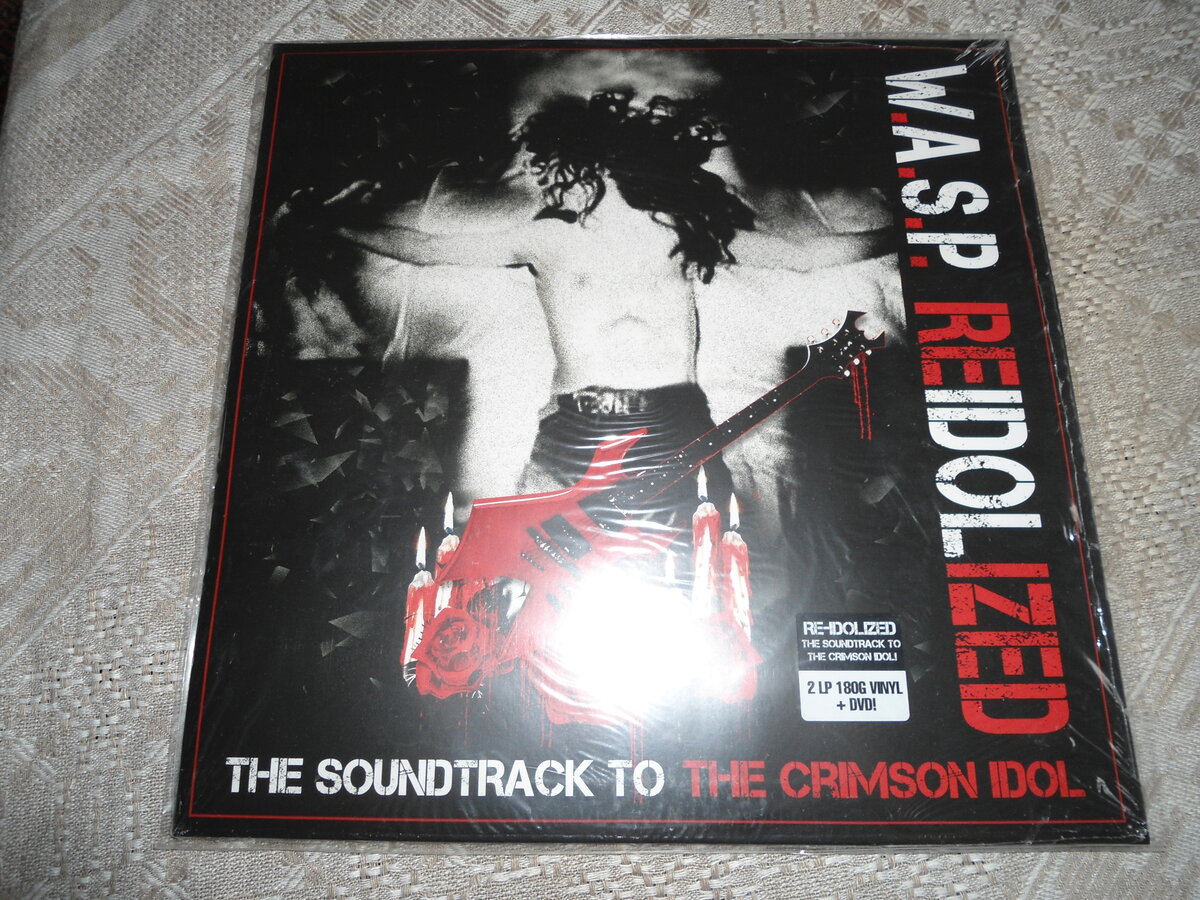 W.A.S.P. REIDOLIZED
RE-IDOLIZED
THE SOUNDTRACK TO
THE CRIMSON IDOL!
2 LP 180G VINYL
+ DVD!
THE SOUNDTRACK TO THE CRIMSON IDOL